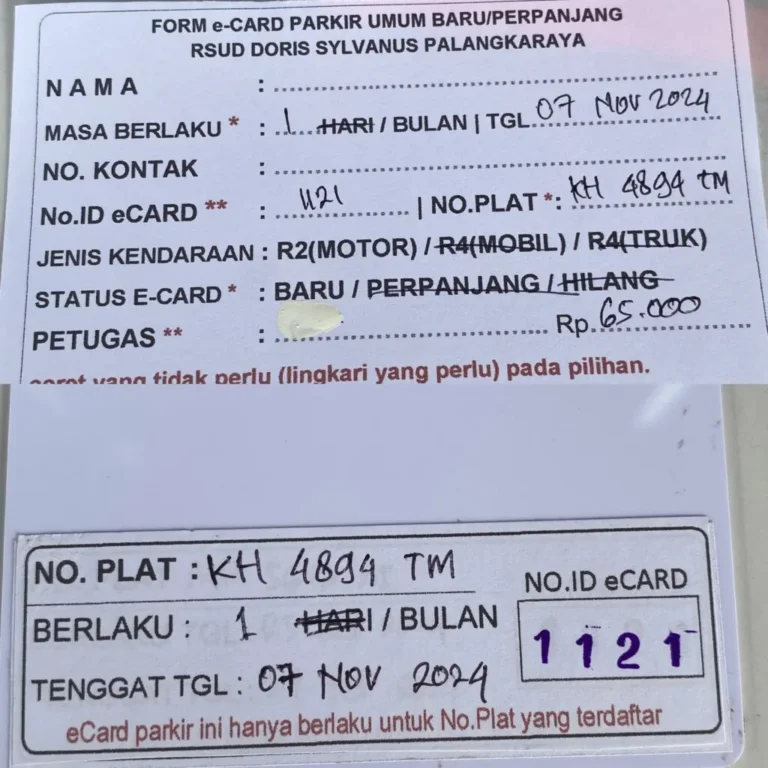 FORM e-CARD PARKIR UMUM BARU/PERPANJANG
RSUD DORIS SYLVANUS PALANGKARAYA
NAMA :
MASA BERLAKU * : 1 HARI / BULAN | TGL 07 NOV 2024
NO. KONTAK :
No.ID eCARD ** : 1121 | NO.PLAT *: KH 4894 TM
JENIS KENDARAAN : R2(MOTOR) / R4(MOBIL) / R4(TRUK)
STATUS E-CARD * : BARU / PERPANJANG / HILANG
PETUGAS ** : Rp. 65.000
coret yang tidak perlu (lingkari yang perlu) pada pilihan.
NO. PLAT : KH 4894 TM
BERLAKU : 1 HARI / BULAN
TENGGAT TGL : 07 NOV 2024
NO.ID eCARD
1121
eCard parkir ini hanya berlaku untuk No.Plat yang terdaftar